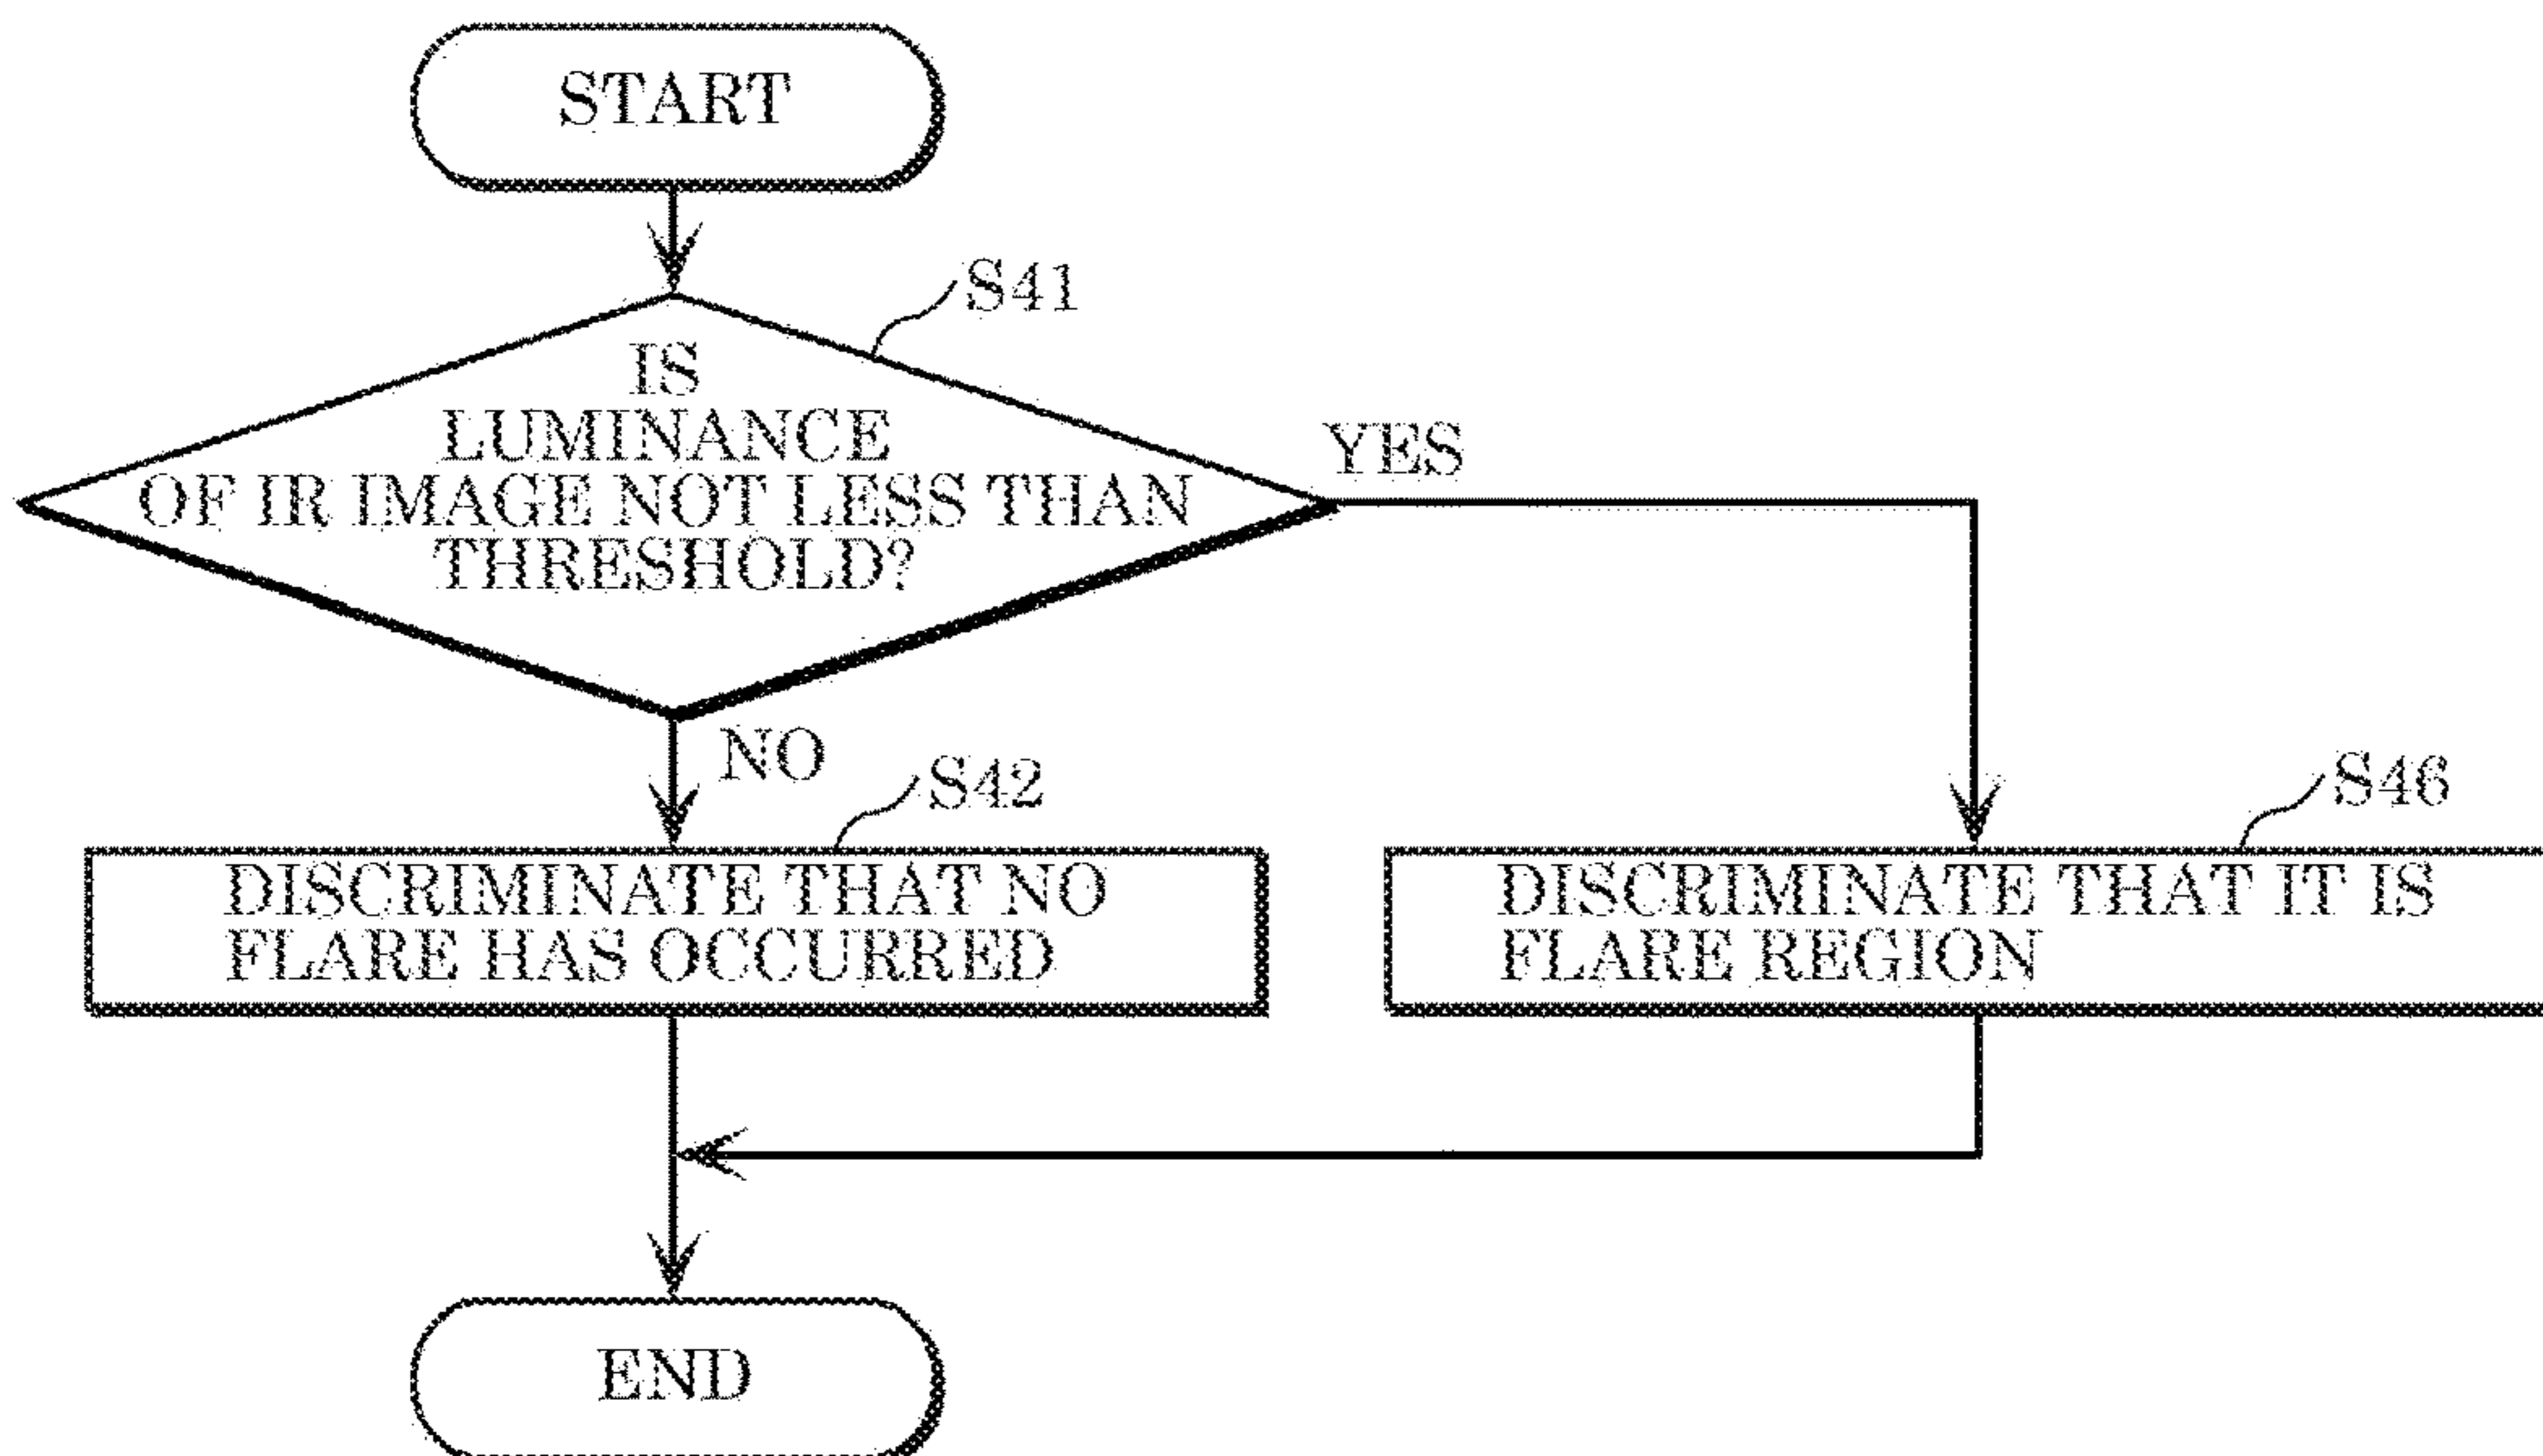 START
S41
IS
LUMINANCE
OF IR IMAGE NOT LESS THAN
THRESHOLD?
YES
NO
S42
S46
DISCRIMINATE THAT NO
FLARE HAS OCCURRED
DISCRIMINATE THAT IT IS
FLARE REGION
END